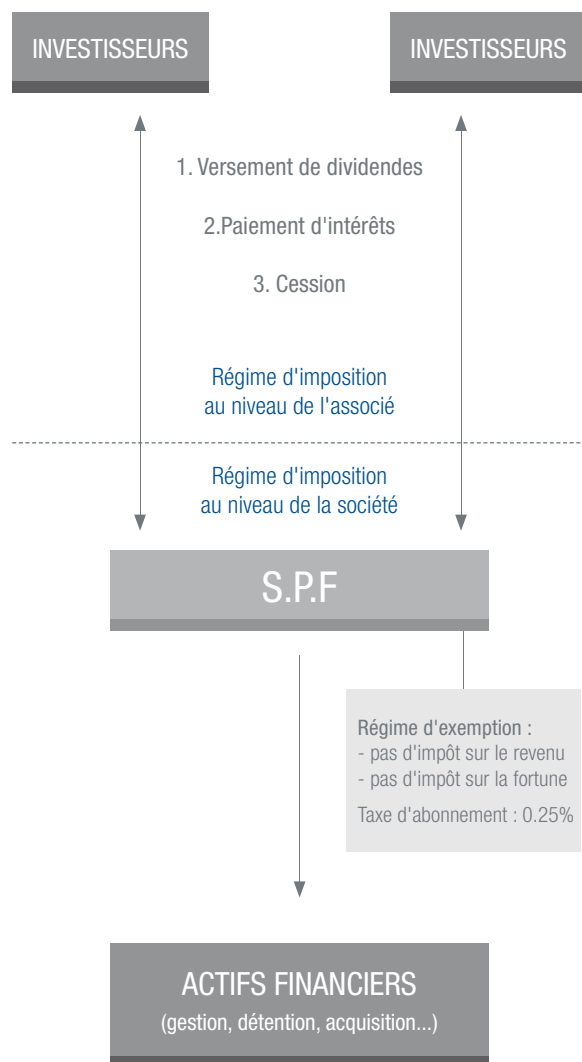 INVESTISSEURS
INVESTISSEURS
1. Versement de dividendes
2.Paiement d'intérêts
3. Cession
Régime d'imposition
au niveau de l'associé
Régime d'imposition
au niveau de la société
S.P.F
Régime d'exemption :
- pas d'impôt sur le revenu
- pas d'impôt sur la fortune
Taxe d'abonnement : 0.25%
ACTIFS FINANCIERS
(gestion, détention, acquisition...)